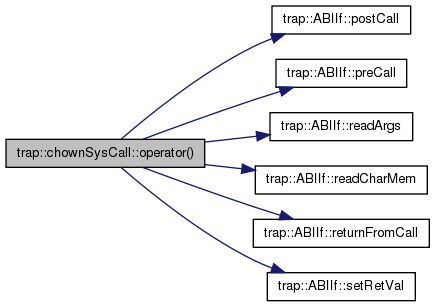 trap::ABIIf::postCall
trap::ABIIf::preCall
trap::ABIIf::readArgs
trap::chownSysCall::operator()
trap::ABIIf::readCharMem
trap::ABIIf::returnFromCall
trap::ABIIf::setRetVal